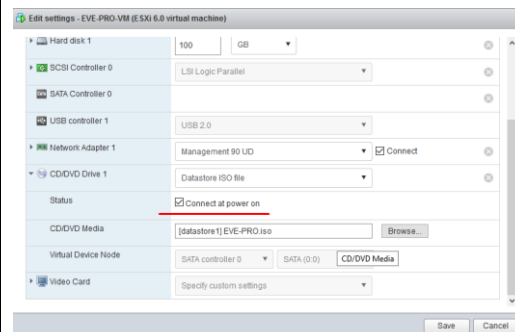 Edit settings - EVE-PRO-VM (ESXi 6.0 virtual machine)
Hard disk 1 100 GB
SCSI Controller 0 LSI Logic Parallel
SATA Controller 0
USB controller 1 USB 2.0
Network Adapter 1 Management 90 UD Connect
CD/DVD Drive 1 Datastore ISO file
Status Connect at power on
CD/DVD Media [datastore1] EVE-PRO.iso Browse...
Virtual Device Node SATA controller 0 SATA (0:0) CD/DVD Media
Video Card Specify custom settings
Save Cancel